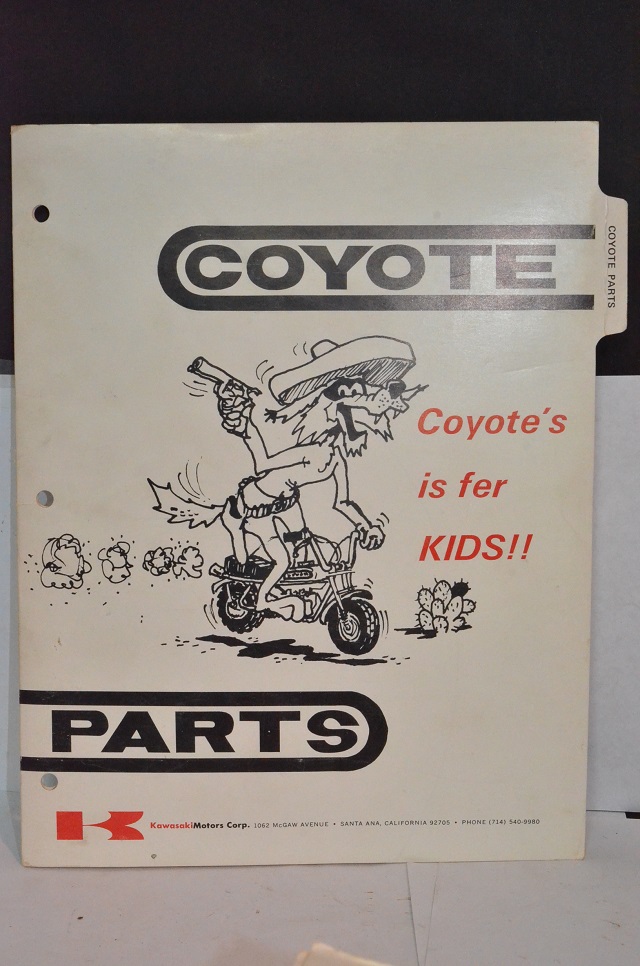 COYOTE
COYOTE PARTS
Coyote's
is fer
KIDS!!
PARTS
KawasakiMotors Corp. 1062 McGAW AVENUE • SANTA ANA, CALIFORNIA 92705 • PHONE (714) 540-9980